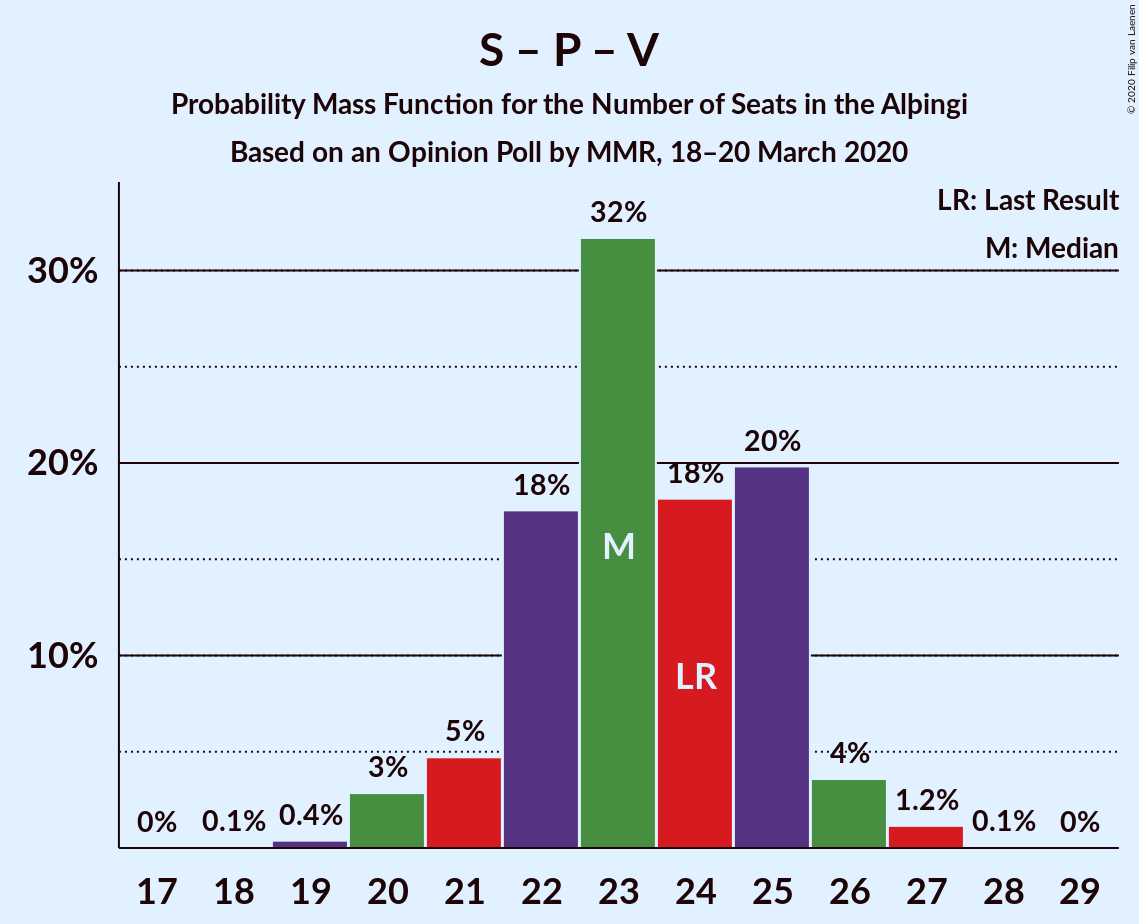 S – P – V
Probability Mass Function for the Number of Seats in the Alþingi
Based on an Opinion Poll by MMR, 18–20 March 2020
© 2020 Filip van Laenen
LR: Last Result
M: Median
30%
20%
10%
0%
0.1%
0.4%
3%
5%
18%
32%
18%
20%
4%
1.2%
0.1%
0%
M
LR
17 18 19 20 21 22 23 24 25 26 27 28 29